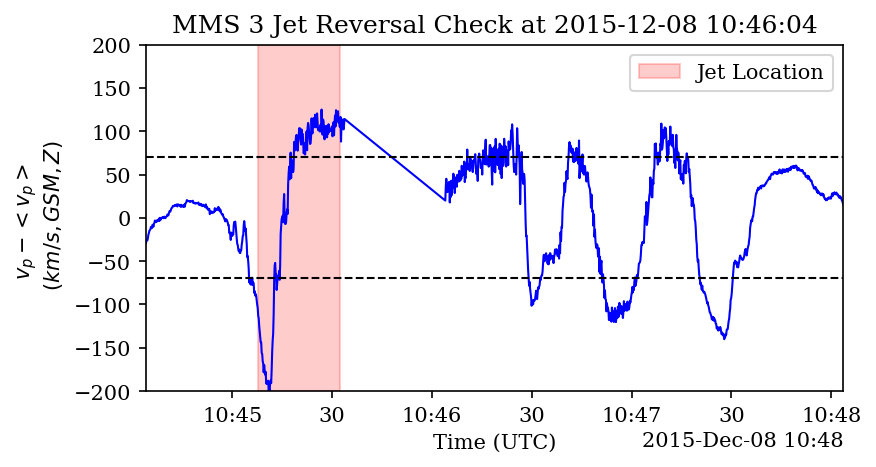 MMS 3 Jet Reversal Check at 2015-12-08 10:46:04
200
150
100
50
0
−50
−100
−150
−200
v_p − < v_p >
(km/s, GSM, Z)
Jet Location
10:45 30 10:46 30 10:47 30 10:48
Time (UTC)
2015-Dec-08 10:48